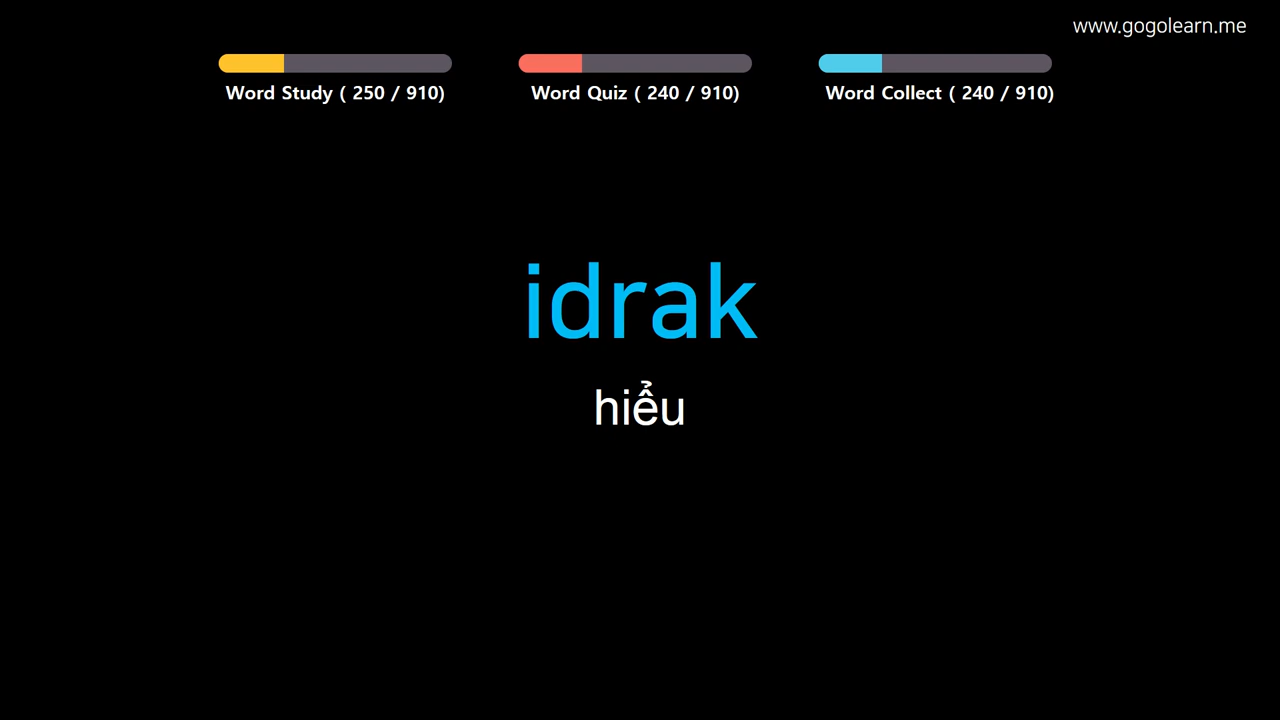 www.gogolearn.me
Word Study ( 250 / 910)
Word Quiz ( 240 / 910)
Word Collect ( 240 / 910)
idrak
hiểu